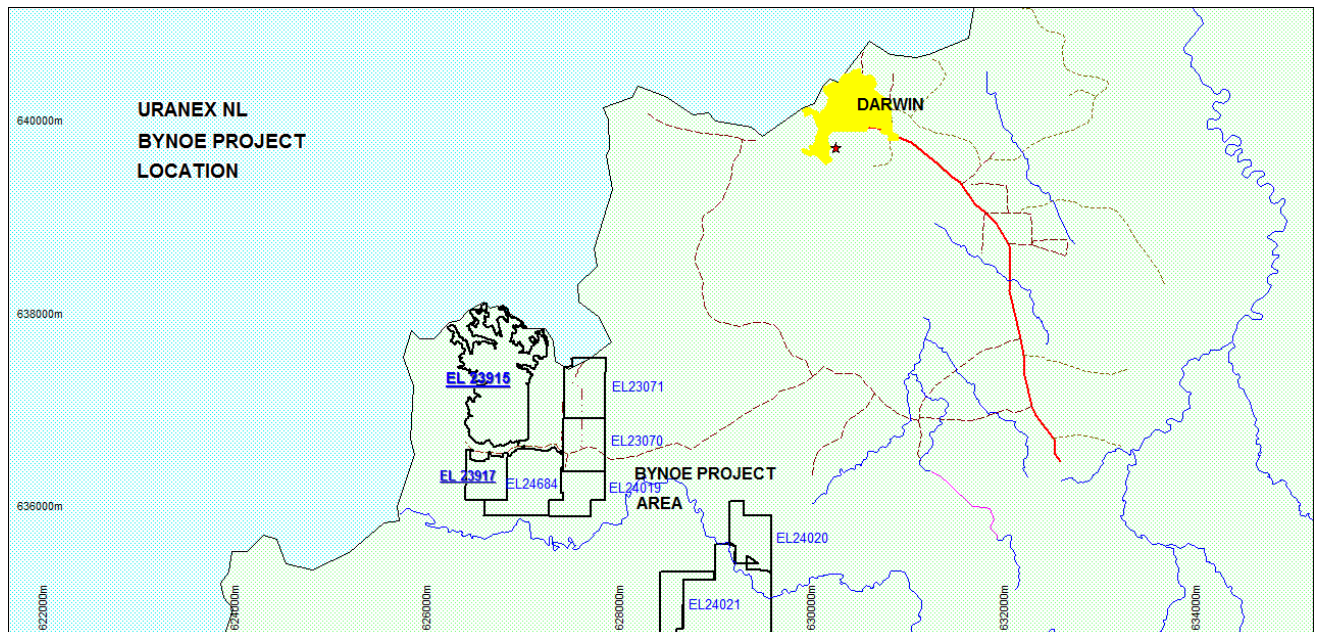 URANEX NL
BYNOE PROJECT
LOCATION
DARWIN
640000m
638000m
636000m
EL 23915
EL23071
EL23070
EL 23917
EL24684
EL24019
BYNOE PROJECT
AREA
EL24020
EL24021
622000m
624000m
626000m
628000m
630000m
632000m
634000m